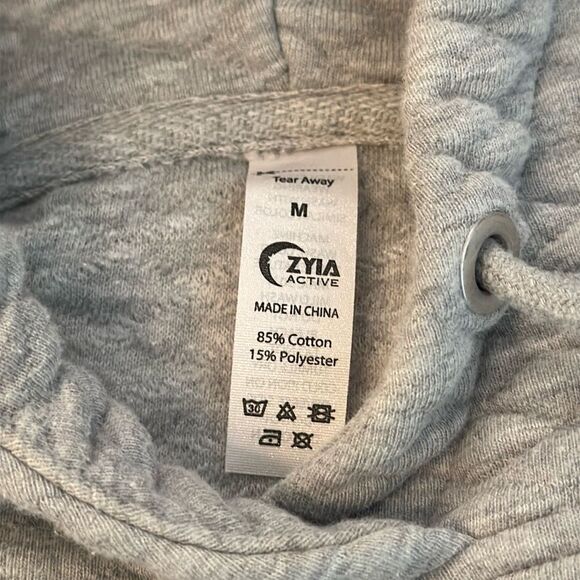 Tear Away
M
ZYIA
ACTIVE
MADE IN CHINA
85% Cotton
15% Polyester
30